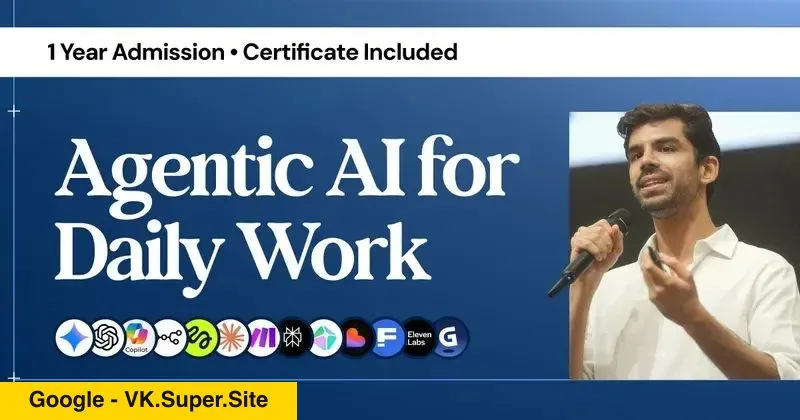 1 Year Admission • Certificate Included
Agentic AI for
Daily Work
Copilot
Eleven
Labs
Google - VK.Super.Site